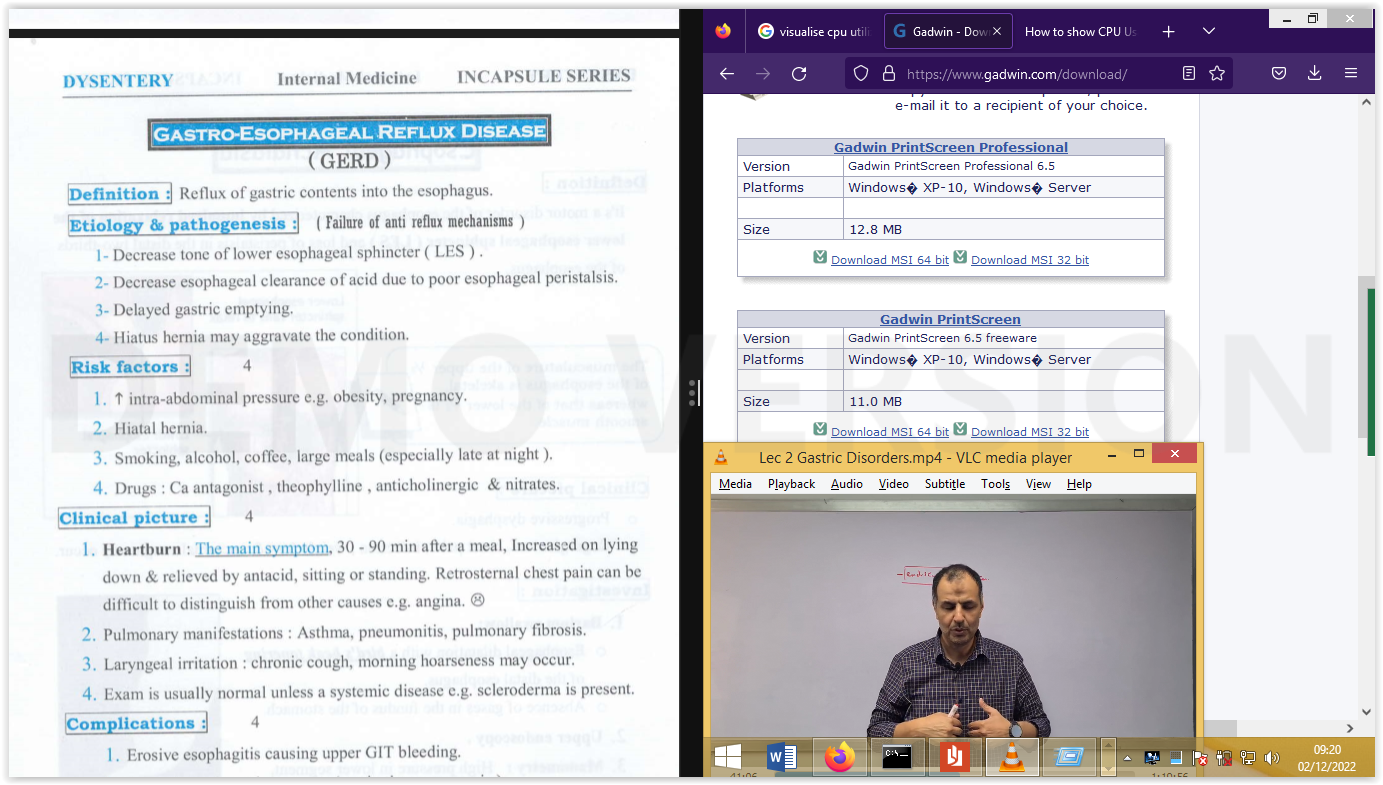 DYSENTERY Internal Medicine INCAPSULE SERIES
GASTRO-ESOPHAGEAL REFLUX DISEASE
( GERD )
Definition : Reflux of gastric contents into the esophagus.
Etiology & pathogenesis : ( Failure of anti reflux mechanisms )
1- Decrease tone of lower esophageal sphincter ( LES ) .
2- Decrease esophageal clearance of acid due to poor esophageal peristalsis.
3- Delayed gastric emptying.
4- Hiatus hernia may aggravate the condition.
Risk factors : 4
1. ↑ intra-abdominal pressure e.g. obesity, pregnancy.
2. Hiatal hernia.
3. Smoking, alcohol, coffee, large meals (especially late at night ).
4. Drugs : Ca antagonist , theophylline , anticholinergic & nitrates.
Clinical picture : 4
1. Heartburn : The main symptom, 30 - 90 min after a meal, Increased on lying
down & relieved by antacid, sitting or standing. Retrosternal chest pain can be
difficult to distinguish from other causes e.g. angina. ☹
2. Pulmonary manifestations : Asthma, pneumonitis, pulmonary fibrosis.
3. Laryngeal irritation : chronic cough, morning hoarseness may occur.
4. Exam is usually normal unless a systemic disease e.g. scleroderma is present.
Complications : 4
1. Erosive esophagitis causing upper GIT bleeding.
DEMO VERSION
visualise cpu util Gadwin - Dow How to show CPU Us
https://www.gadwin.com/download/
e-mail it to a recipient of your choice.
Gadwin PrintScreen Professional
Version Gadwin PrintScreen Professional 6.5
Platforms Windows� XP-10, Windows� Server
Size 12.8 MB
Download MSI 64 bit Download MSI 32 bit
Gadwin PrintScreen
Version Gadwin PrintScreen 6.5 freeware
Platforms Windows� XP-10, Windows� Server
Size 11.0 MB
Download MSI 64 bit Download MSI 32 bit
Lec 2 Gastric Disorders.mp4 - VLC media player
Media Playback Audio Video Subtitle Tools View Help
09:20
02/12/2022